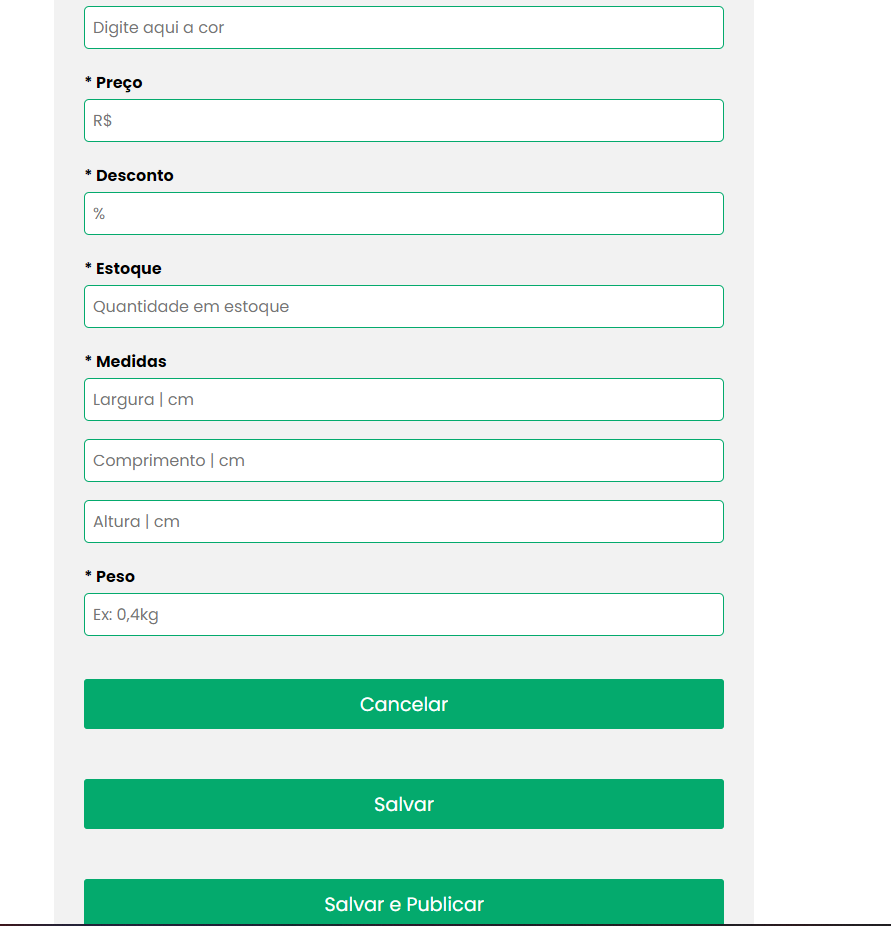 Digite aqui a cor
* Preço
R$
* Desconto
%
* Estoque
Quantidade em estoque
* Medidas
Largura | cm
Comprimento | cm
Altura | cm
* Peso
Ex: 0,4kg
Cancelar
Salvar
Salvar e Publicar